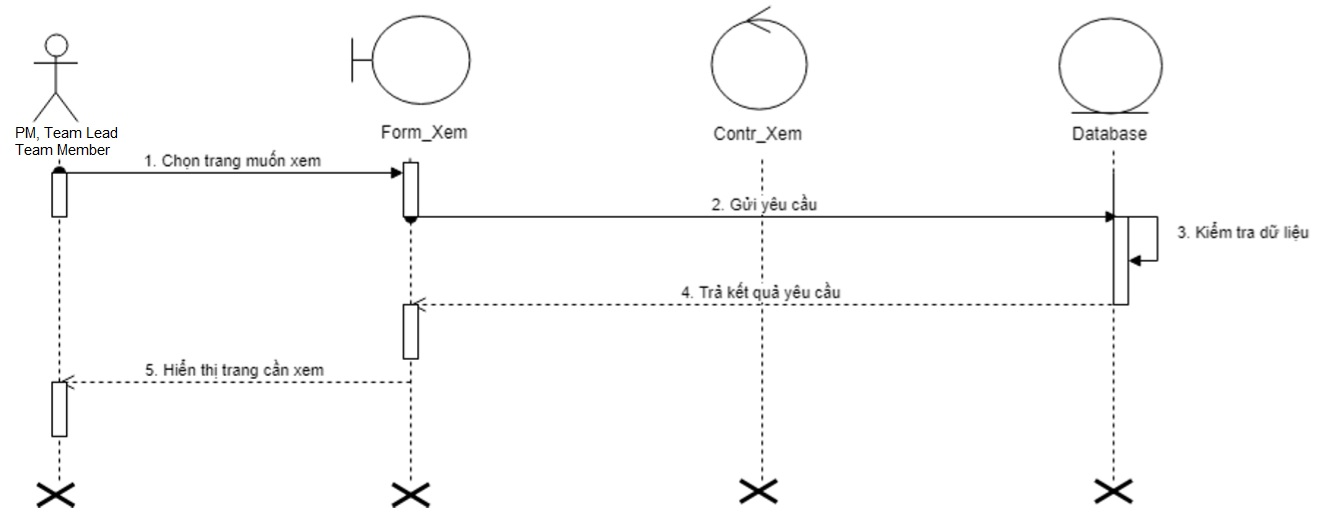 PM, Team Lead
Team Member
Form_Xem
Contr_Xem
Database
1. Chọn trang muốn xem
2. Gửi yêu cầu
3. Kiểm tra dữ liệu
4. Trả kết quả yêu cầu
5. Hiển thị trang cần xem